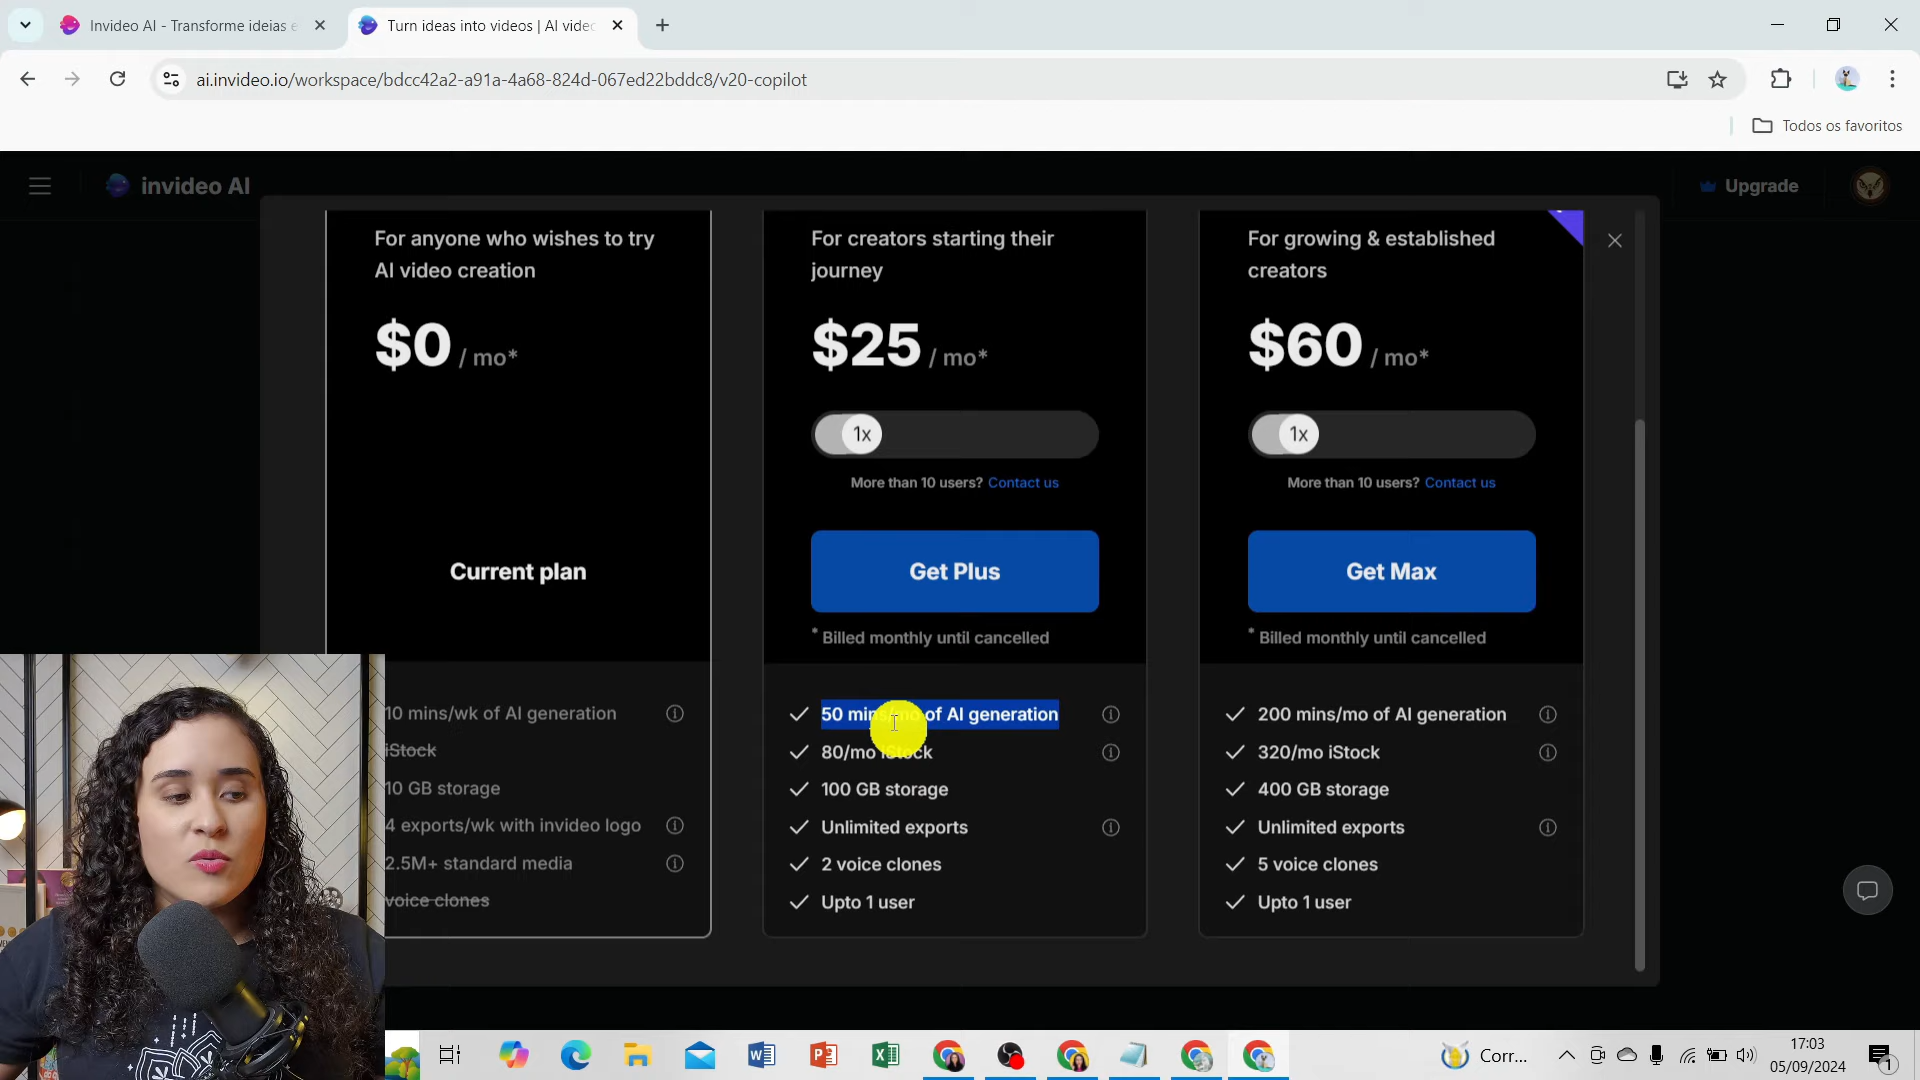 Invideo AI - Transforme ideias e
Turn ideas into videos | AI vide
ai.invideo.io/workspace/bdcc42a2-a91a-4a68-824d-067ed22bddc8/v20-copilot
Todos os favoritos
invideo AI
Upgrade
For anyone who wishes to try
AI video creation
$0 / mo*
Current plan
10 mins/wk of AI generation
iStock
10 GB storage
4 exports/wk with invideo logo
2.5M+ standard media
voice clones
For creators starting their
journey
$25 / mo*
1x
More than 10 users? Contact us
Get Plus
* Billed monthly until cancelled
50 mins/mo of AI generation
80/mo iStock
100 GB storage
Unlimited exports
2 voice clones
Upto 1 user
For growing & established
creators
$60 / mo*
1x
More than 10 users? Contact us
Get Max
* Billed monthly until cancelled
200 mins/mo of AI generation
320/mo iStock
400 GB storage
Unlimited exports
5 voice clones
Upto 1 user
Corr...
17:03
05/09/2024
1